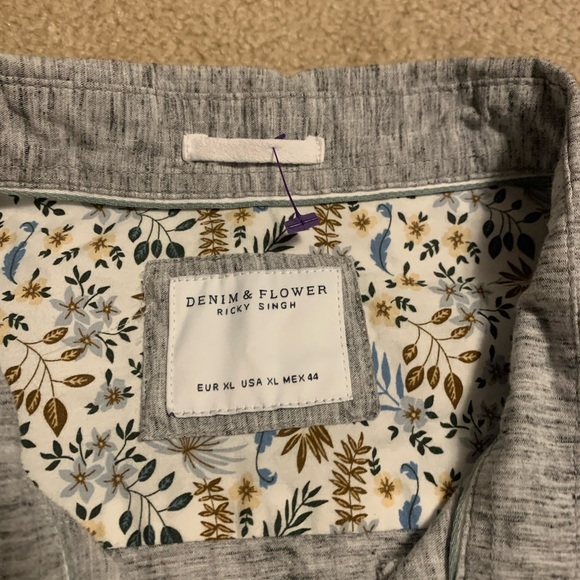 DENIM & FLOWER
RICKY SINGH
EUR XL USA XL MEX 44